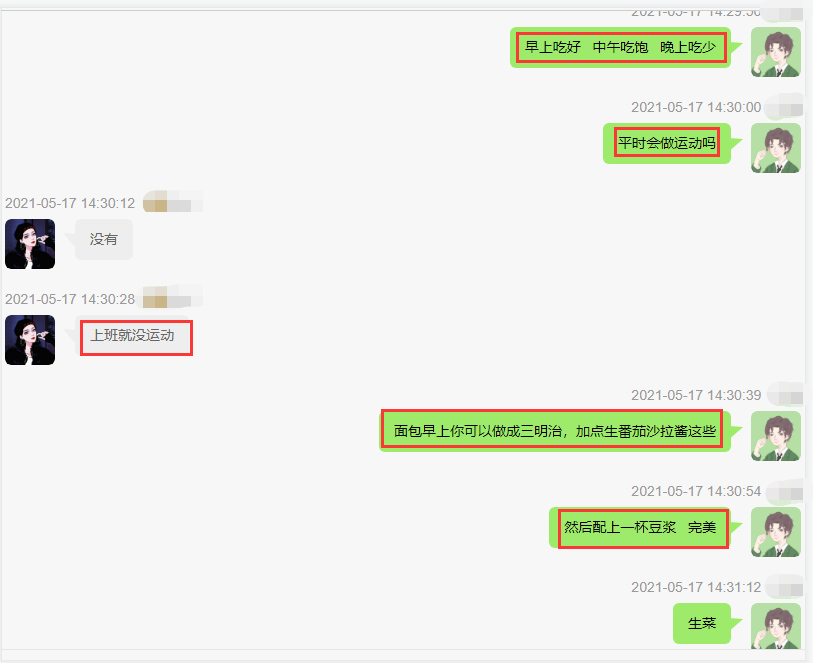 2021-05-17 14:29:50
早上吃好 中午吃饱 晚上吃少
2021-05-17 14:30:00
平时会做运动吗
2021-05-17 14:30:12
没有
2021-05-17 14:30:28
上班就没运动
2021-05-17 14:30:39
面包早上你可以做成三明治，加点生番茄沙拉酱这些
2021-05-17 14:30:54
然后配上一杯豆浆 完美
2021-05-17 14:31:12
生菜